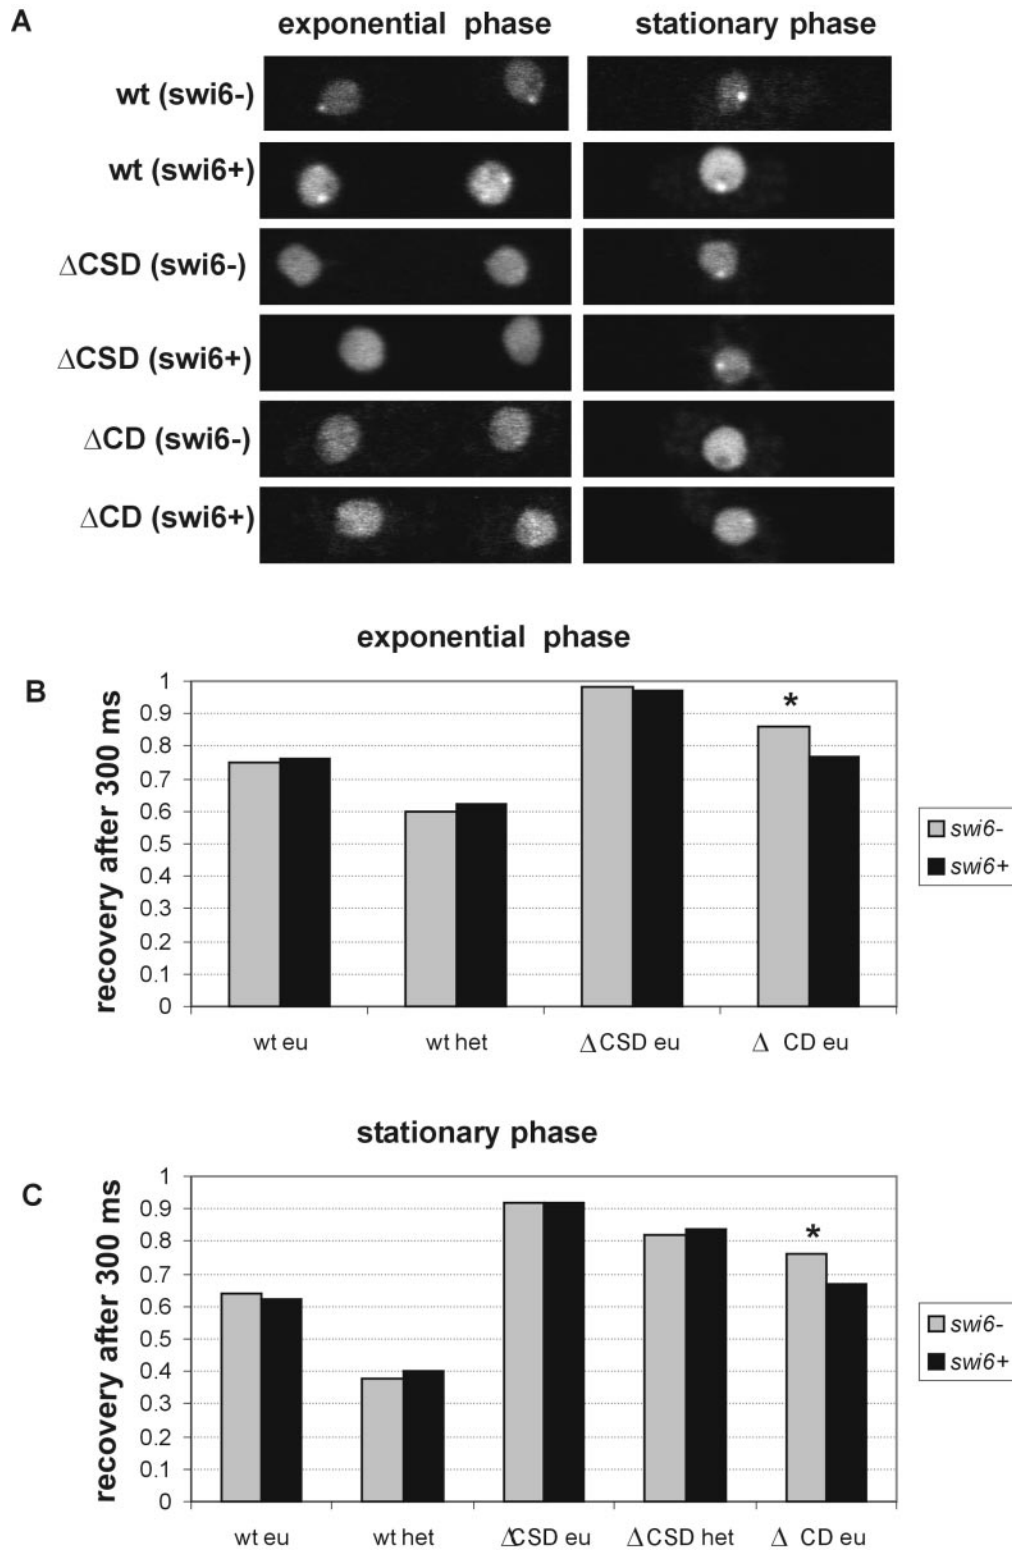 A
exponential phase
stationary phase
wt (swi6-)
wt (swi6+)
ΔCSD (swi6-)
ΔCSD (swi6+)
ΔCD (swi6-)
ΔCD (swi6+)
exponential phase
B
recovery after 300 ms
1
0.9
0.8
0.7
0.6
0.5
0.4
0.3
0.2
0.1
0
*
wt eu
wt het
ΔCSD eu
Δ CD eu
swi6-
swi6+
stationary phase
C
recovery after 300 ms
1
0.9
0.8
0.7
0.6
0.5
0.4
0.3
0.2
0.1
0
*
wt eu
wt het
ΔCSD eu
ΔCSD het
Δ CD eu
swi6-
swi6+